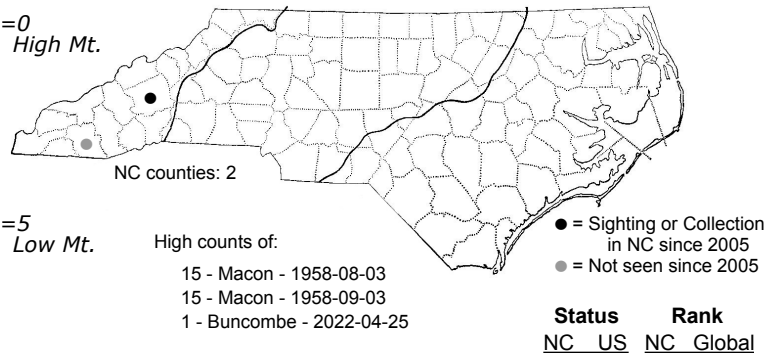 =0
High Mt.
NC counties: 2
=5
Low Mt.
High counts of:
15 - Macon - 1958-08-03
15 - Macon - 1958-09-03
1 - Buncombe - 2022-04-25
● = Sighting or Collection
in NC since 2005
● = Not seen since 2005
Status Rank
NC US NC Global